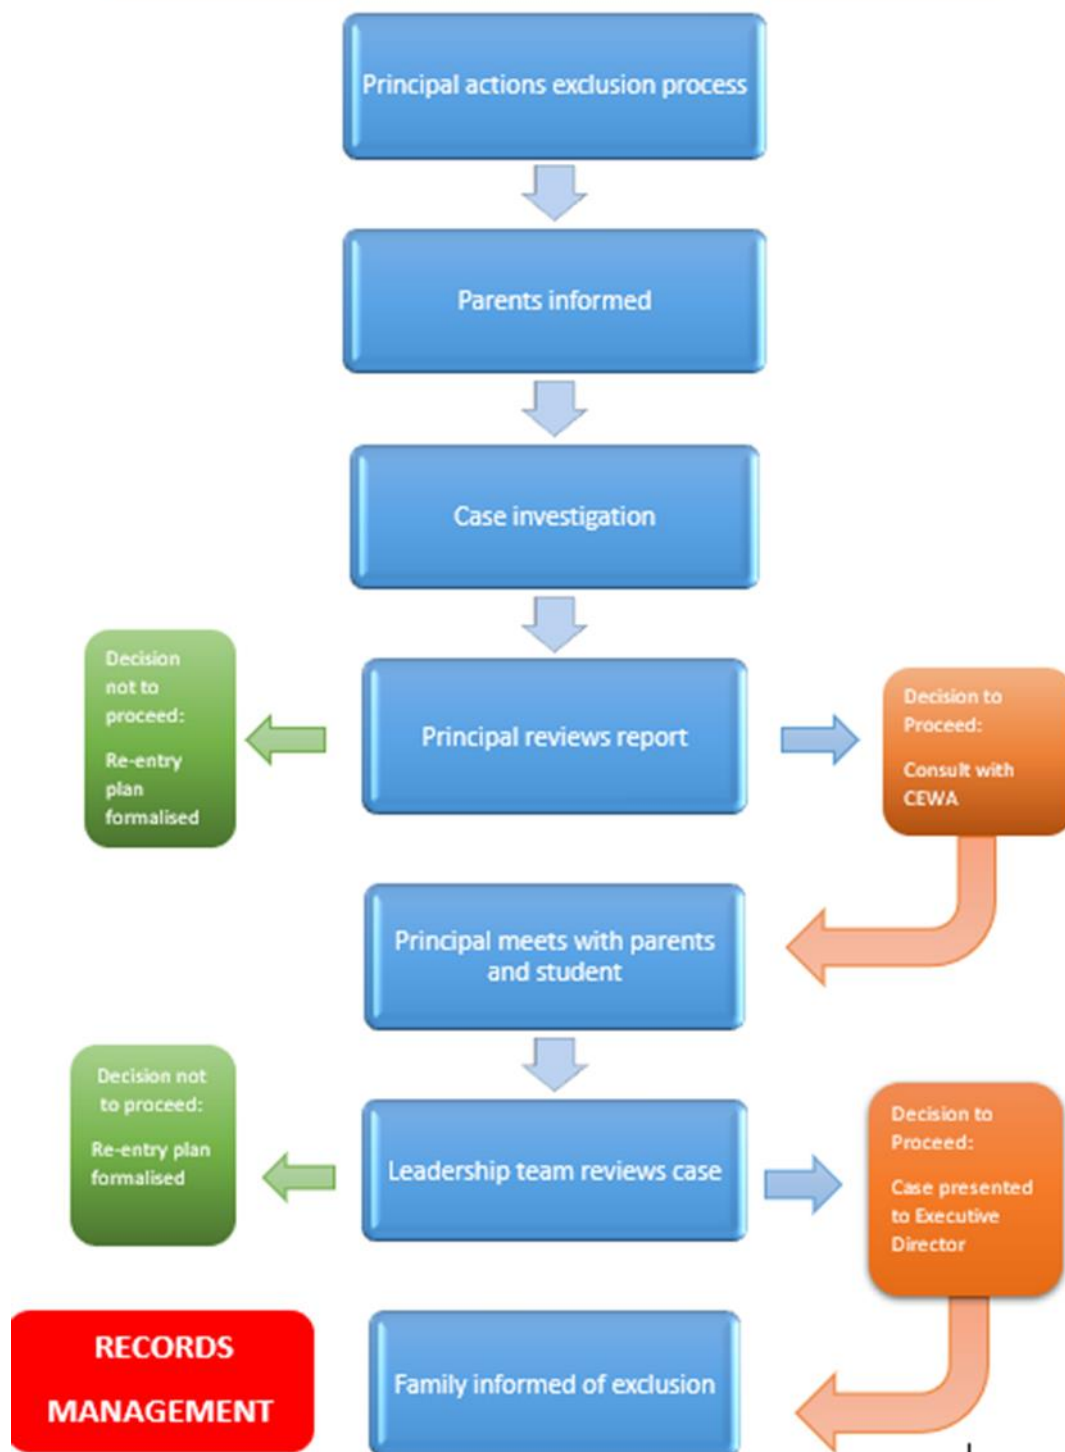 Principal actions exclusion process
Parents informed
Case investigation
Decision
not to
proceed:
Re-entry
plan
formalised
Principal reviews report
Decision to
Proceed:
Consult with
CEWA
Principal meets with parents
and student
Decision not
to proceed:
Re-entry plan
formalised
Leadership team reviews case
Decision to
Proceed:
Case presented
to Executive
Director
RECORDS
MANAGEMENT
Family informed of exclusion